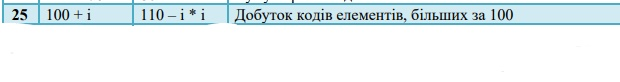 25 100 + i 110 – i * i Добуток кодів елементів, більших за 100